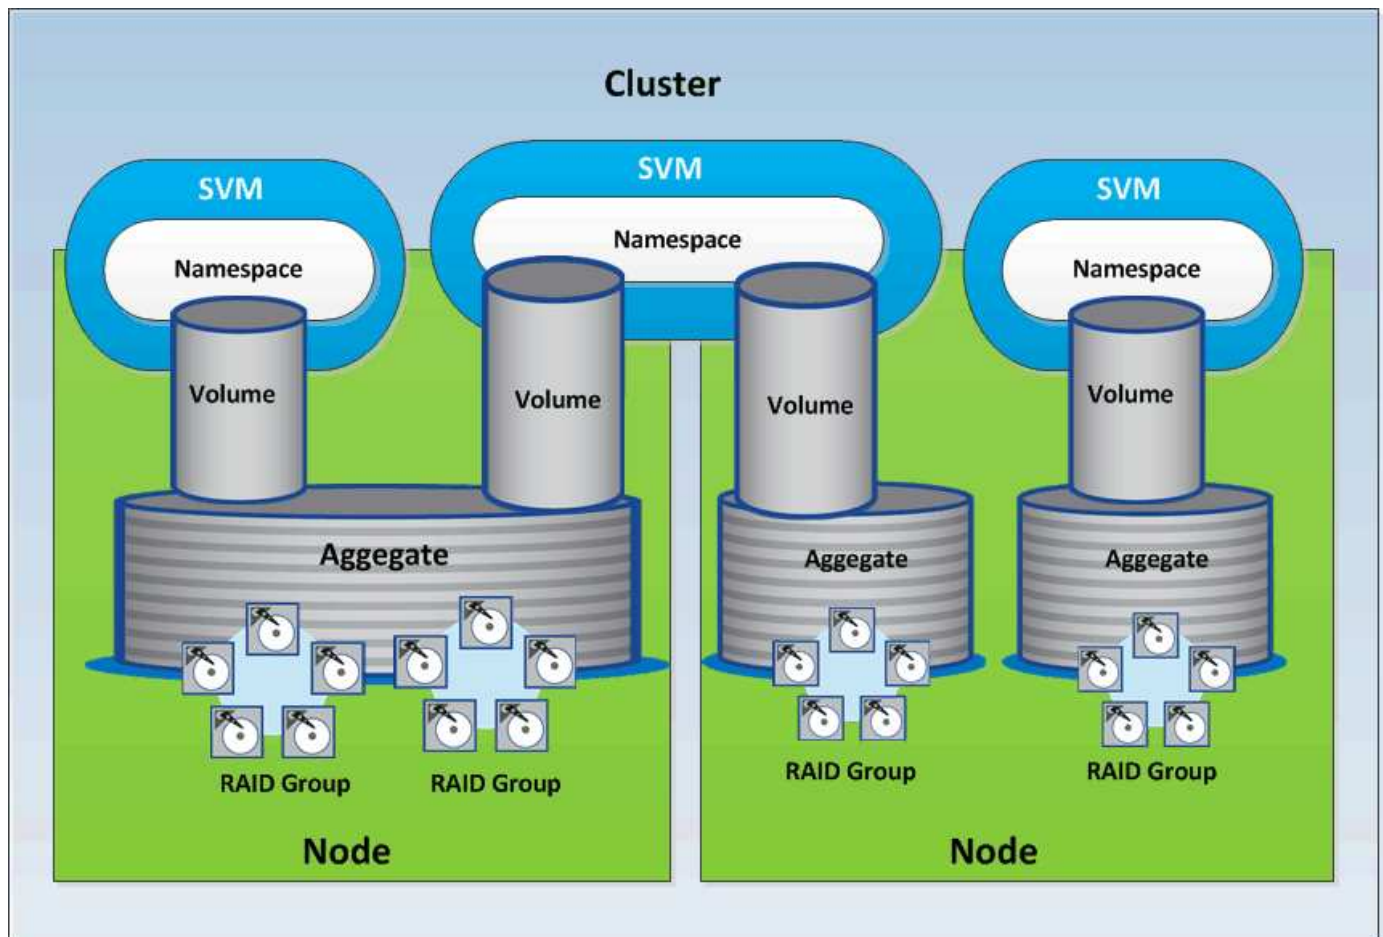 Cluster
SVM
SVM
SVM
Namespace
Namespace
Namespace
Volume
Volume
Volume
Volume
Aggegate
Aggegate
Aggegate
RAID Group
RAID Group
RAID Group
RAID Group
Node
Node